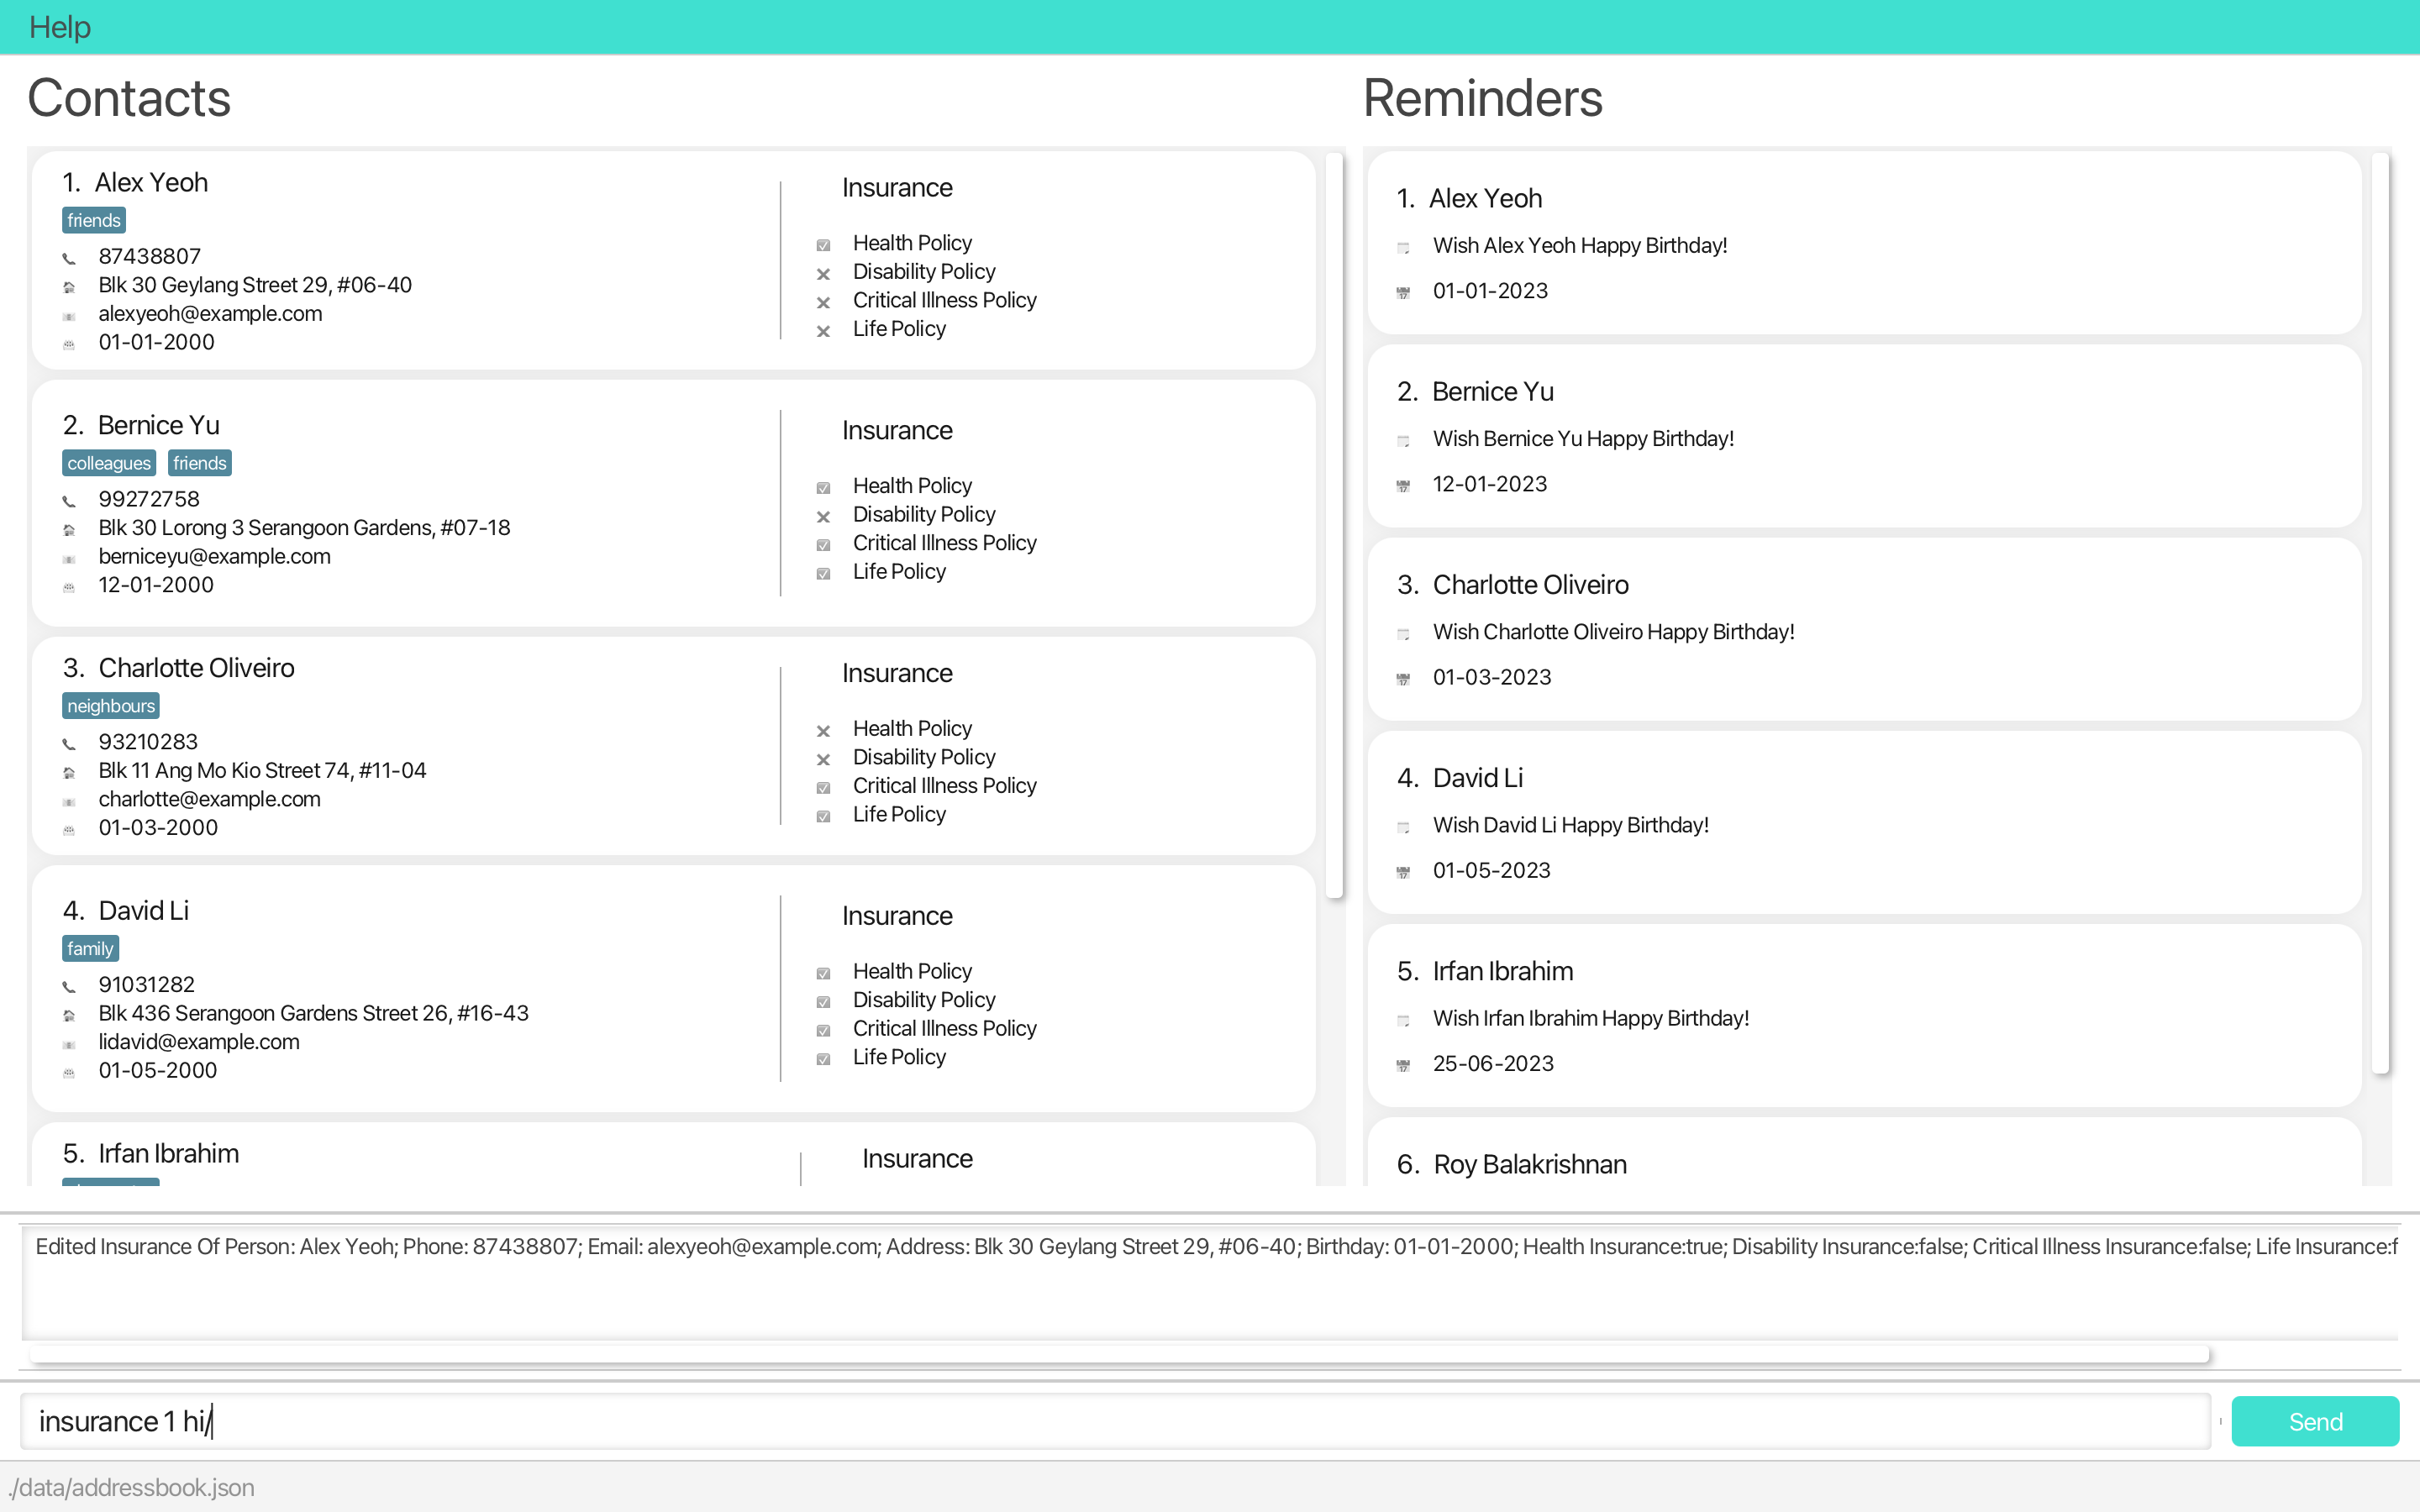 Help
Contacts
1. Alex Yeoh
friends
87438807
Blk 30 Geylang Street 29, #06-40
alexyeoh@example.com
01-01-2000
Insurance
Health Policy
Disability Policy
Critical Illness Policy
Life Policy
2. Bernice Yu
colleagues friends
99272758
Blk 30 Lorong 3 Serangoon Gardens, #07-18
berniceyu@example.com
12-01-2000
Insurance
Health Policy
Disability Policy
Critical Illness Policy
Life Policy
3. Charlotte Oliveiro
neighbours
93210283
Blk 11 Ang Mo Kio Street 74, #11-04
charlotte@example.com
01-03-2000
Insurance
Health Policy
Disability Policy
Critical Illness Policy
Life Policy
4. David Li
family
91031282
Blk 436 Serangoon Gardens Street 26, #16-43
lidavid@example.com
01-05-2000
Insurance
Health Policy
Disability Policy
Critical Illness Policy
Life Policy
5. Irfan Ibrahim
Insurance
Reminders
1. Alex Yeoh
Wish Alex Yeoh Happy Birthday!
01-01-2023
2. Bernice Yu
Wish Bernice Yu Happy Birthday!
12-01-2023
3. Charlotte Oliveiro
Wish Charlotte Oliveiro Happy Birthday!
01-03-2023
4. David Li
Wish David Li Happy Birthday!
01-05-2023
5. Irfan Ibrahim
Wish Irfan Ibrahim Happy Birthday!
25-06-2023
6. Roy Balakrishnan
Edited Insurance Of Person: Alex Yeoh; Phone: 87438807; Email: alexyeoh@example.com; Address: Blk 30 Geylang Street 29, #06-40; Birthday: 01-01-2000; Health Insurance:true; Disability Insurance:false; Critical Illness Insurance:false; Life Insurance:f
insurance 1 hi/
Send
./data/addressbook.json